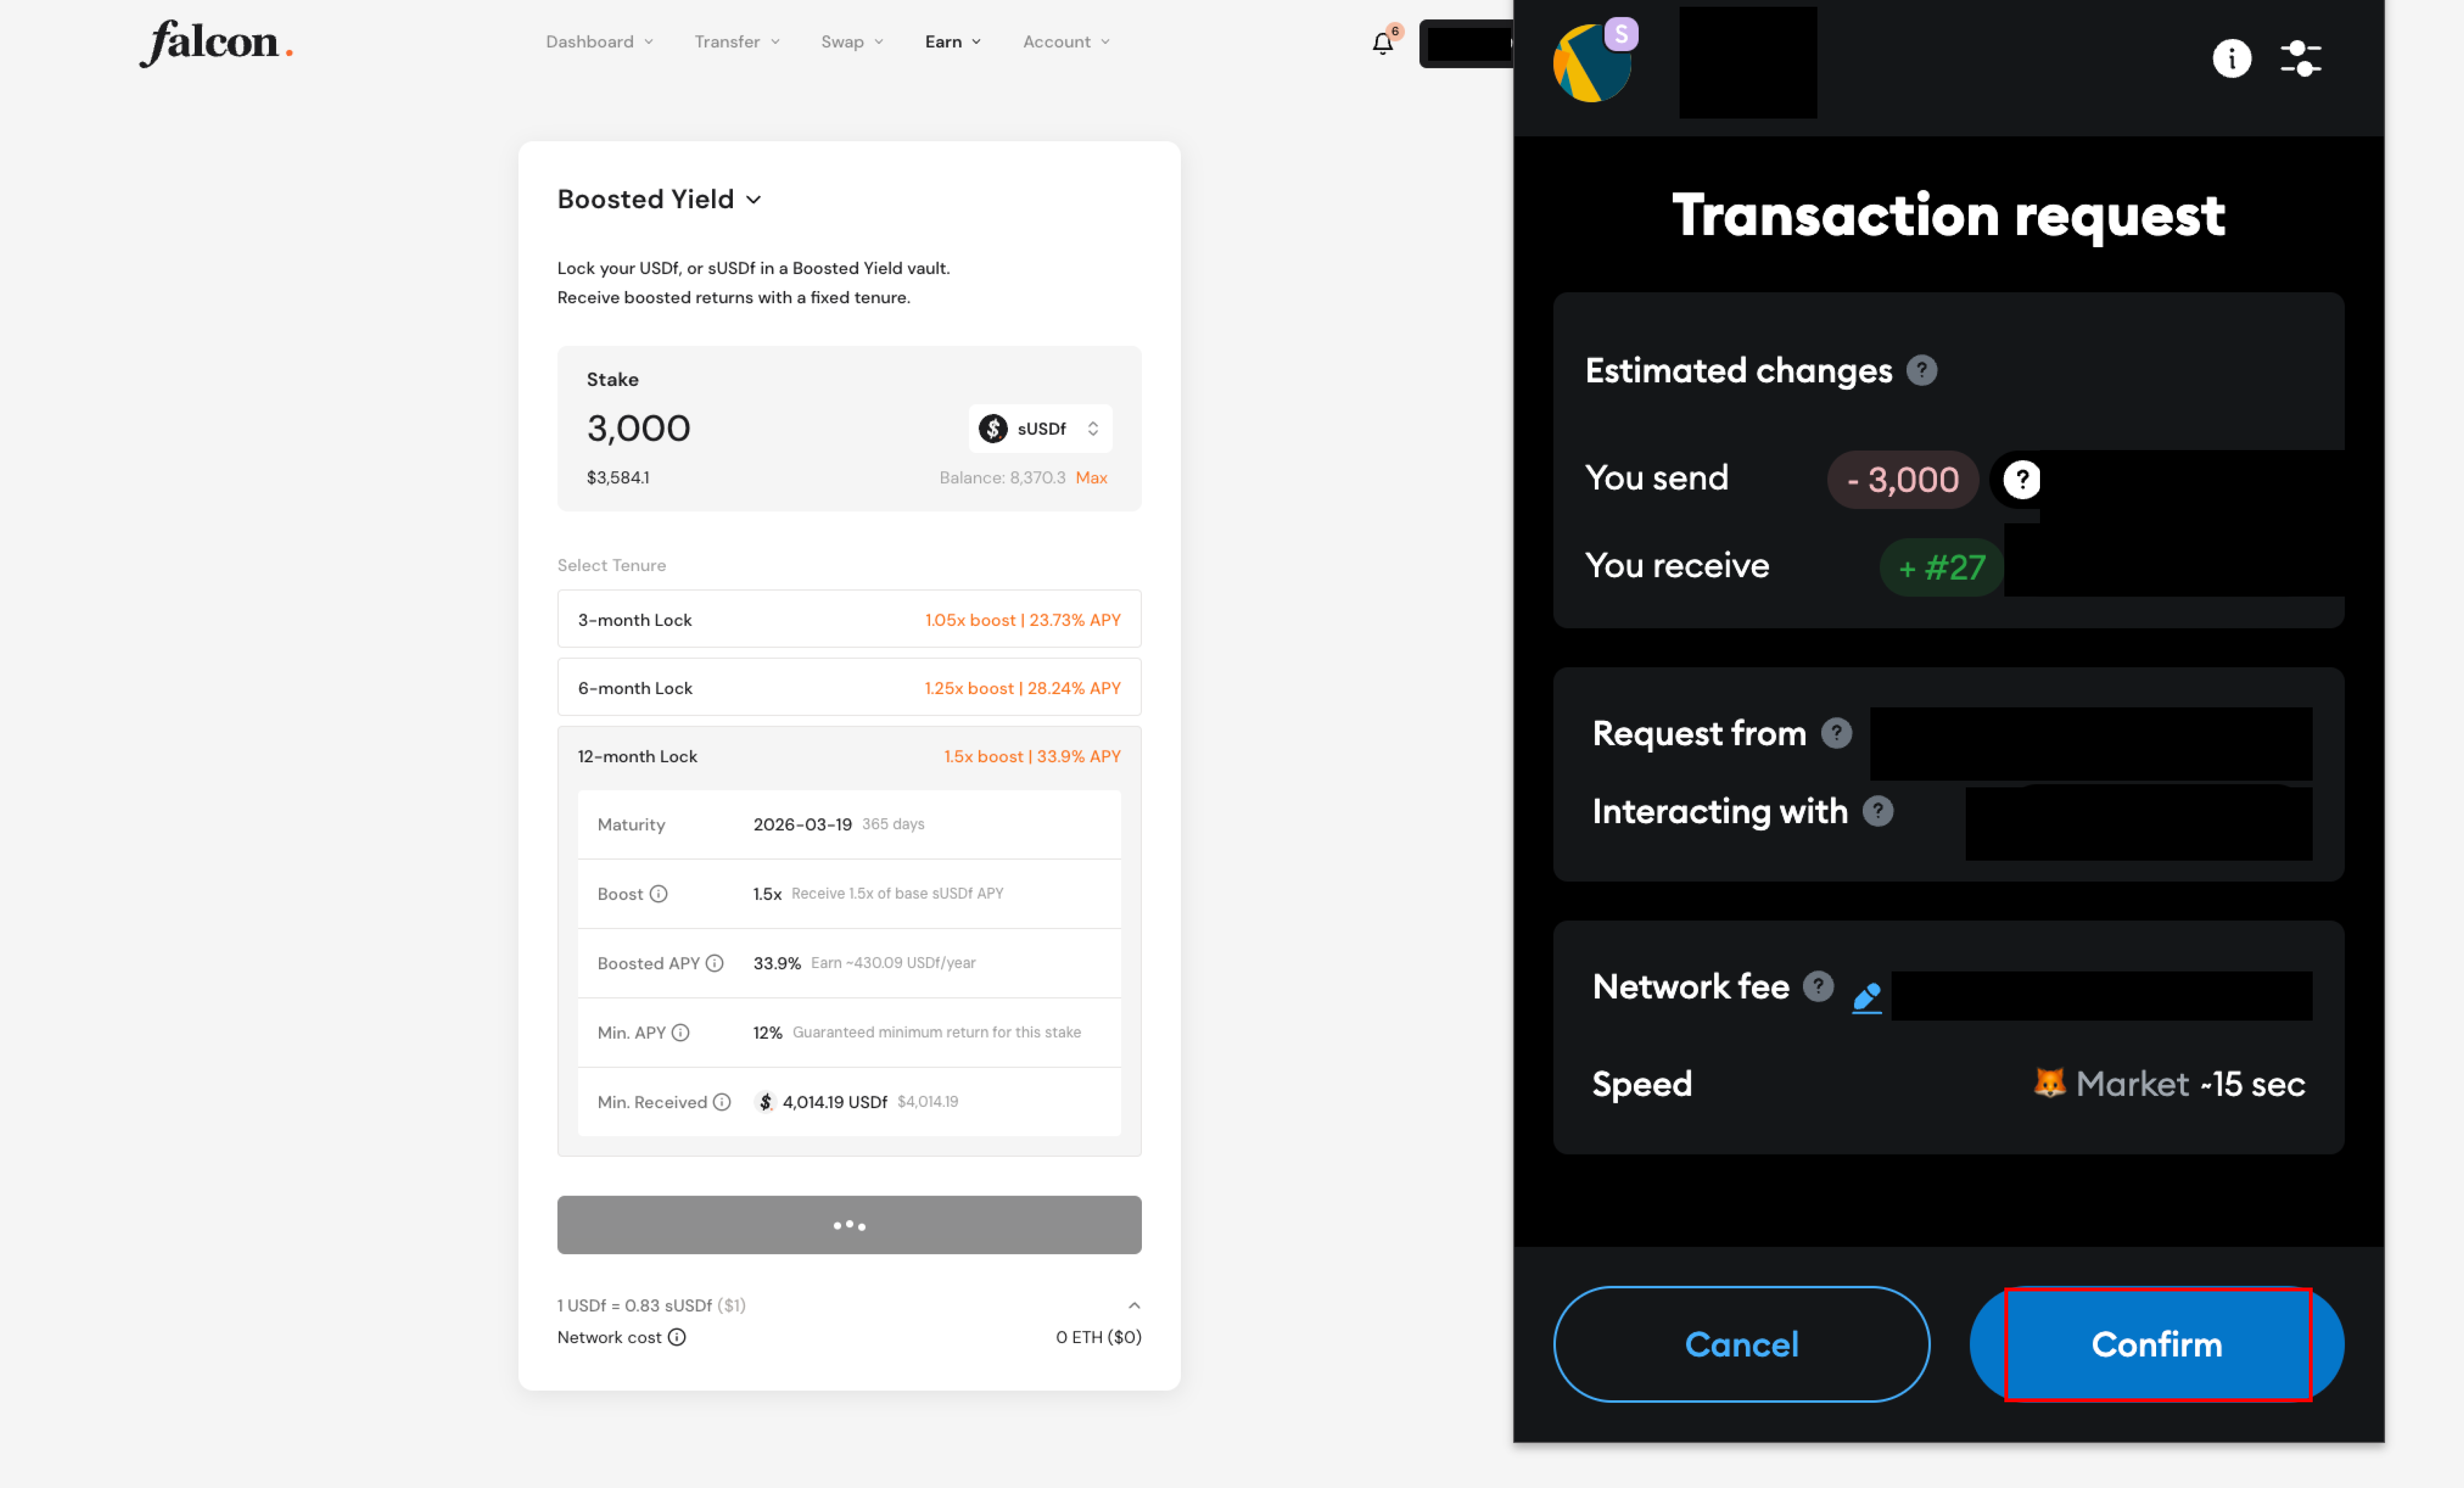 falcon.
Dashboard
Transfer
Swap
Earn
Account
6
Boosted Yield
Lock your USDf, or sUSDf in a Boosted Yield vault.
Receive boosted returns with a fixed tenure.
Stake
3,000
$ sUSDf
$3,584.1
Balance: 8,370.3 Max
Select Tenure
3-month Lock 1.05x boost | 23.73% APY
6-month Lock 1.25x boost | 28.24% APY
12-month Lock 1.5x boost | 33.9% APY
Maturity 2026-03-19 365 days
Boost 1.5x Receive 1.5x of base sUSDf APY
Boosted APY 33.9% Earn ~430.09 USDf/year
Min. APY 12% Guaranteed minimum return for this stake
Min. Received $ 4,014.19 USDf $4,014.19
1 USDf = 0.83 sUSDf ($1)
Network cost 0 ETH ($0)
S
Transaction request
Estimated changes ?
You send - 3,000 ?
You receive + #27
Request from ?
Interacting with ?
Network fee ?
Speed 🦊 Market ~15 sec
Cancel
Confirm